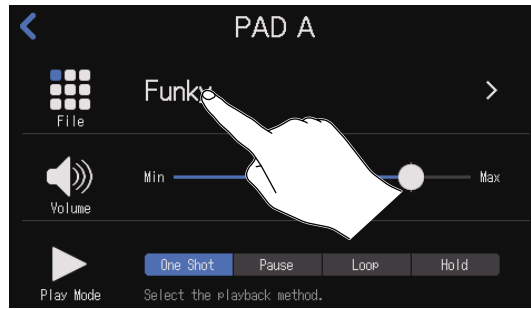 PAD A
Funky
File
Min Max
Volume
One Shot Pause Loop Hold
Play Mode Select the playback method.